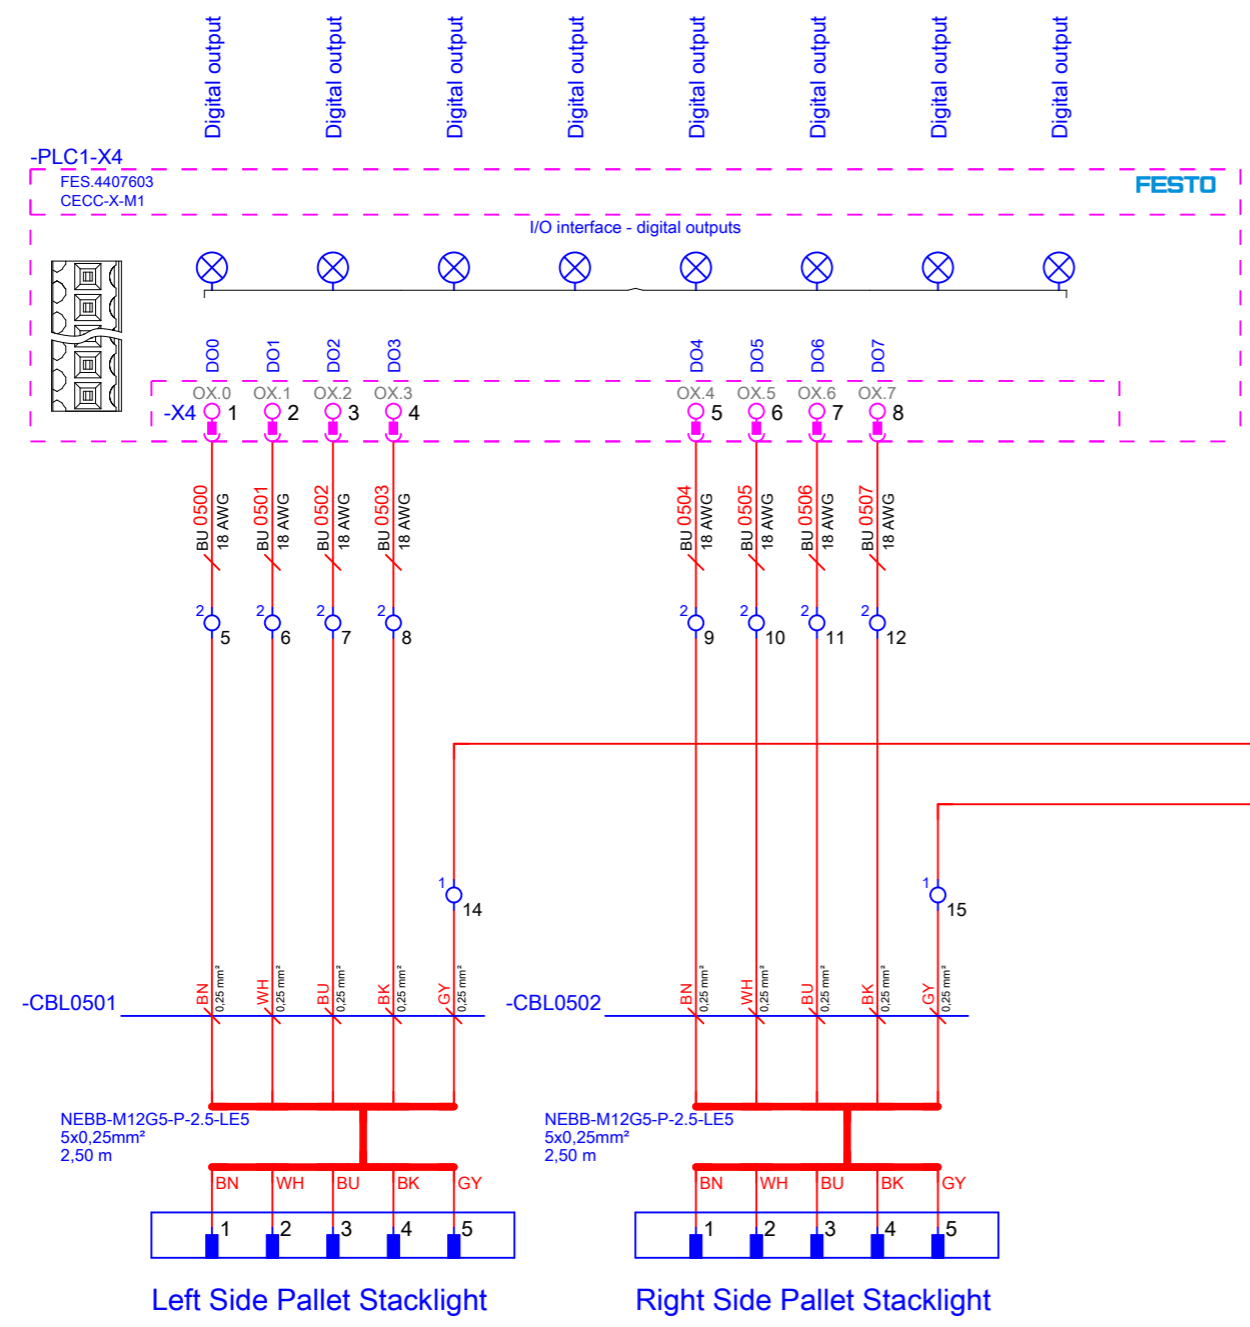 Digital output Digital output Digital output Digital output Digital output Digital output Digital output Digital output
-PLC1-X4
FES.4407603
CECC-X-M1
FESTO
I/O interface - digital outputs
DO0 DO1 DO2 DO3 DO4 DO5 DO6 DO7
OX.0 OX.1 OX.2 OX.3 OX.4 OX.5 OX.6 OX.7
-X4 1 2 3 4 5 6 7 8
BU 0500 BU 0501 BU 0502 BU 0503 BU 0504 BU 0505 BU 0506 BU 0507
18 AWG 18 AWG 18 AWG 18 AWG 18 AWG 18 AWG 18 AWG 18 AWG
2 2 2 2 2 2 2 2
5 6 7 8 9 10 11 12
1 1
14 15
BN WH BU BK GY BN WH BU BK GY
0,25 mm² 0,25 mm² 0,25 mm² 0,25 mm² 0,25 mm² 0,25 mm² 0,25 mm² 0,25 mm² 0,25 mm² 0,25 mm²
-CBL0501 -CBL0502
NEBB-M12G5-P-2.5-LE5 NEBB-M12G5-P-2.5-LE5
5x0,25mm² 5x0,25mm²
2,50 m 2,50 m
BN WH BU BK GY BN WH BU BK GY
1 2 3 4 5 1 2 3 4 5
Left Side Pallet Stacklight Right Side Pallet Stacklight